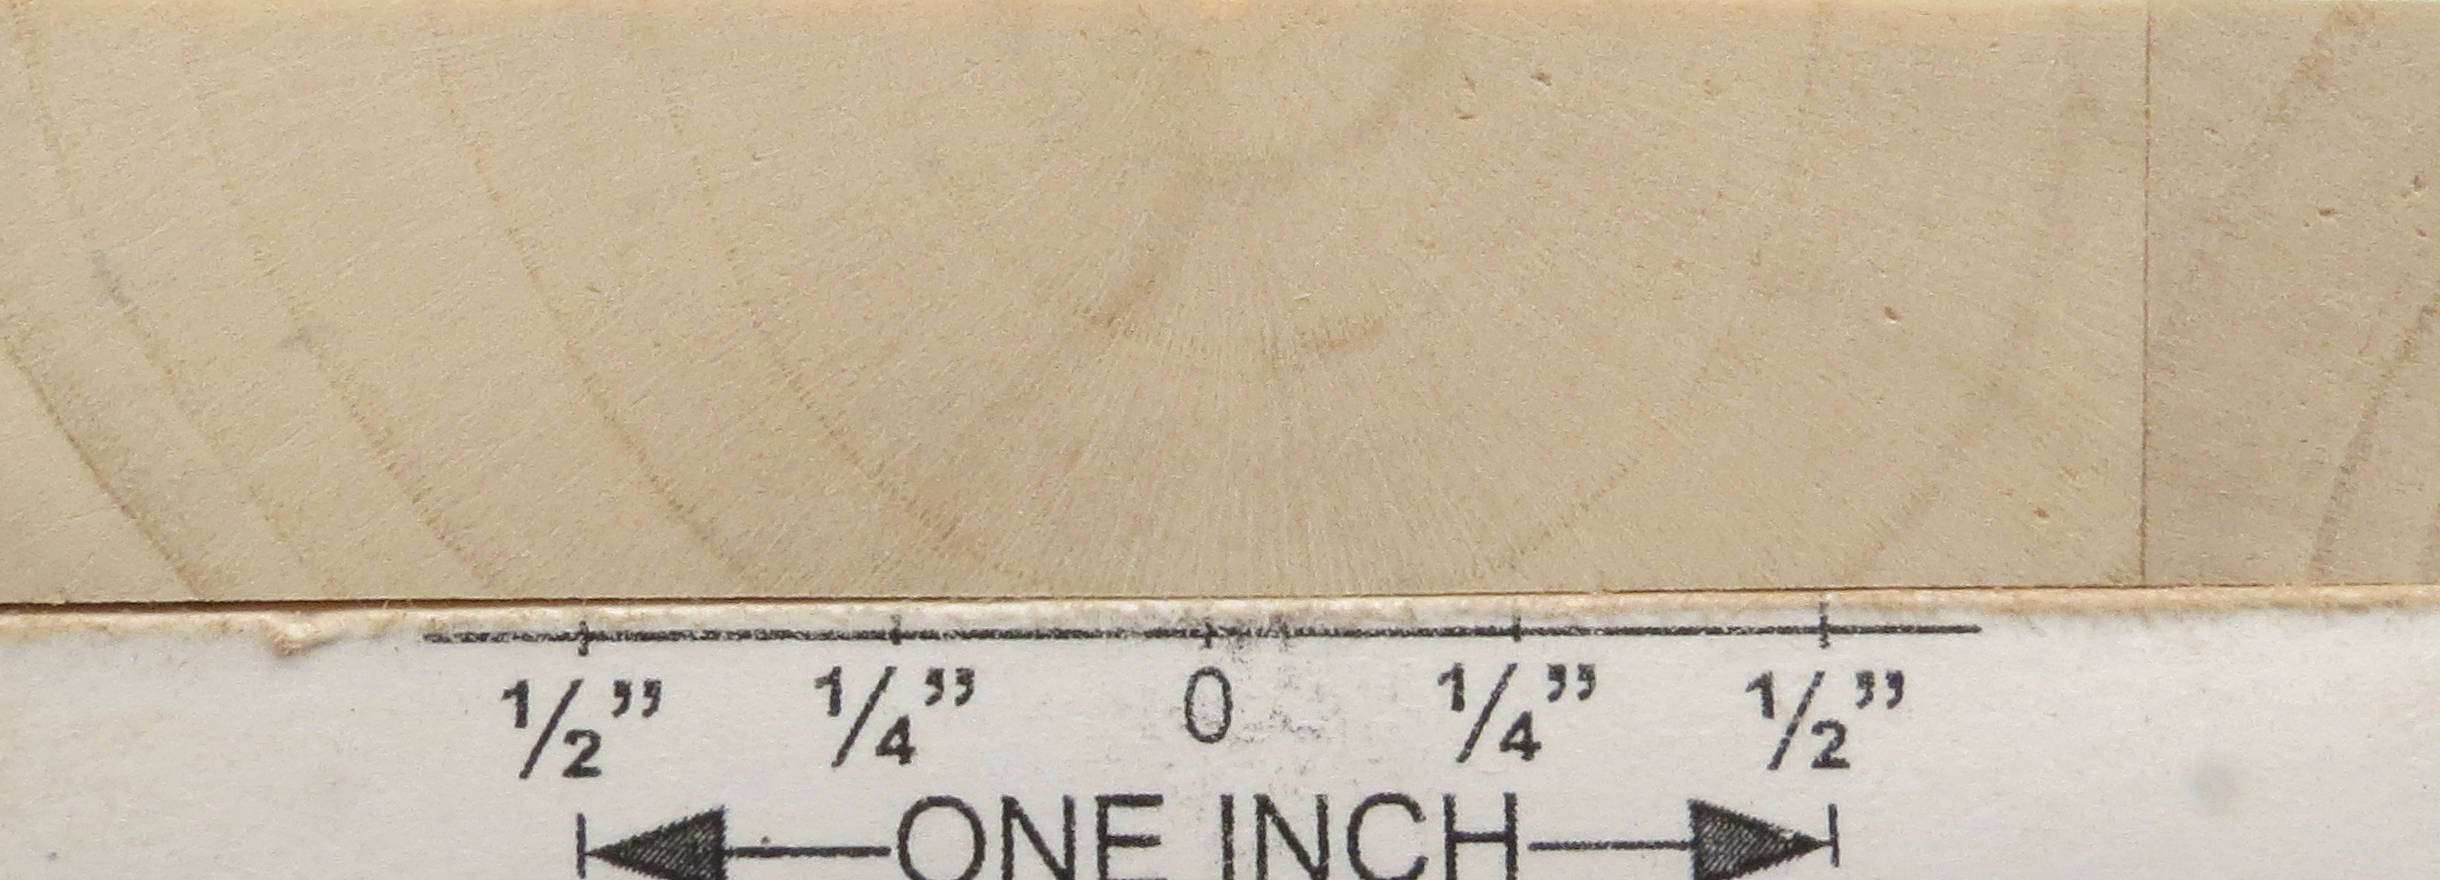 1/2” 1/4” 0 1/4” 1/2”
ONE INCH